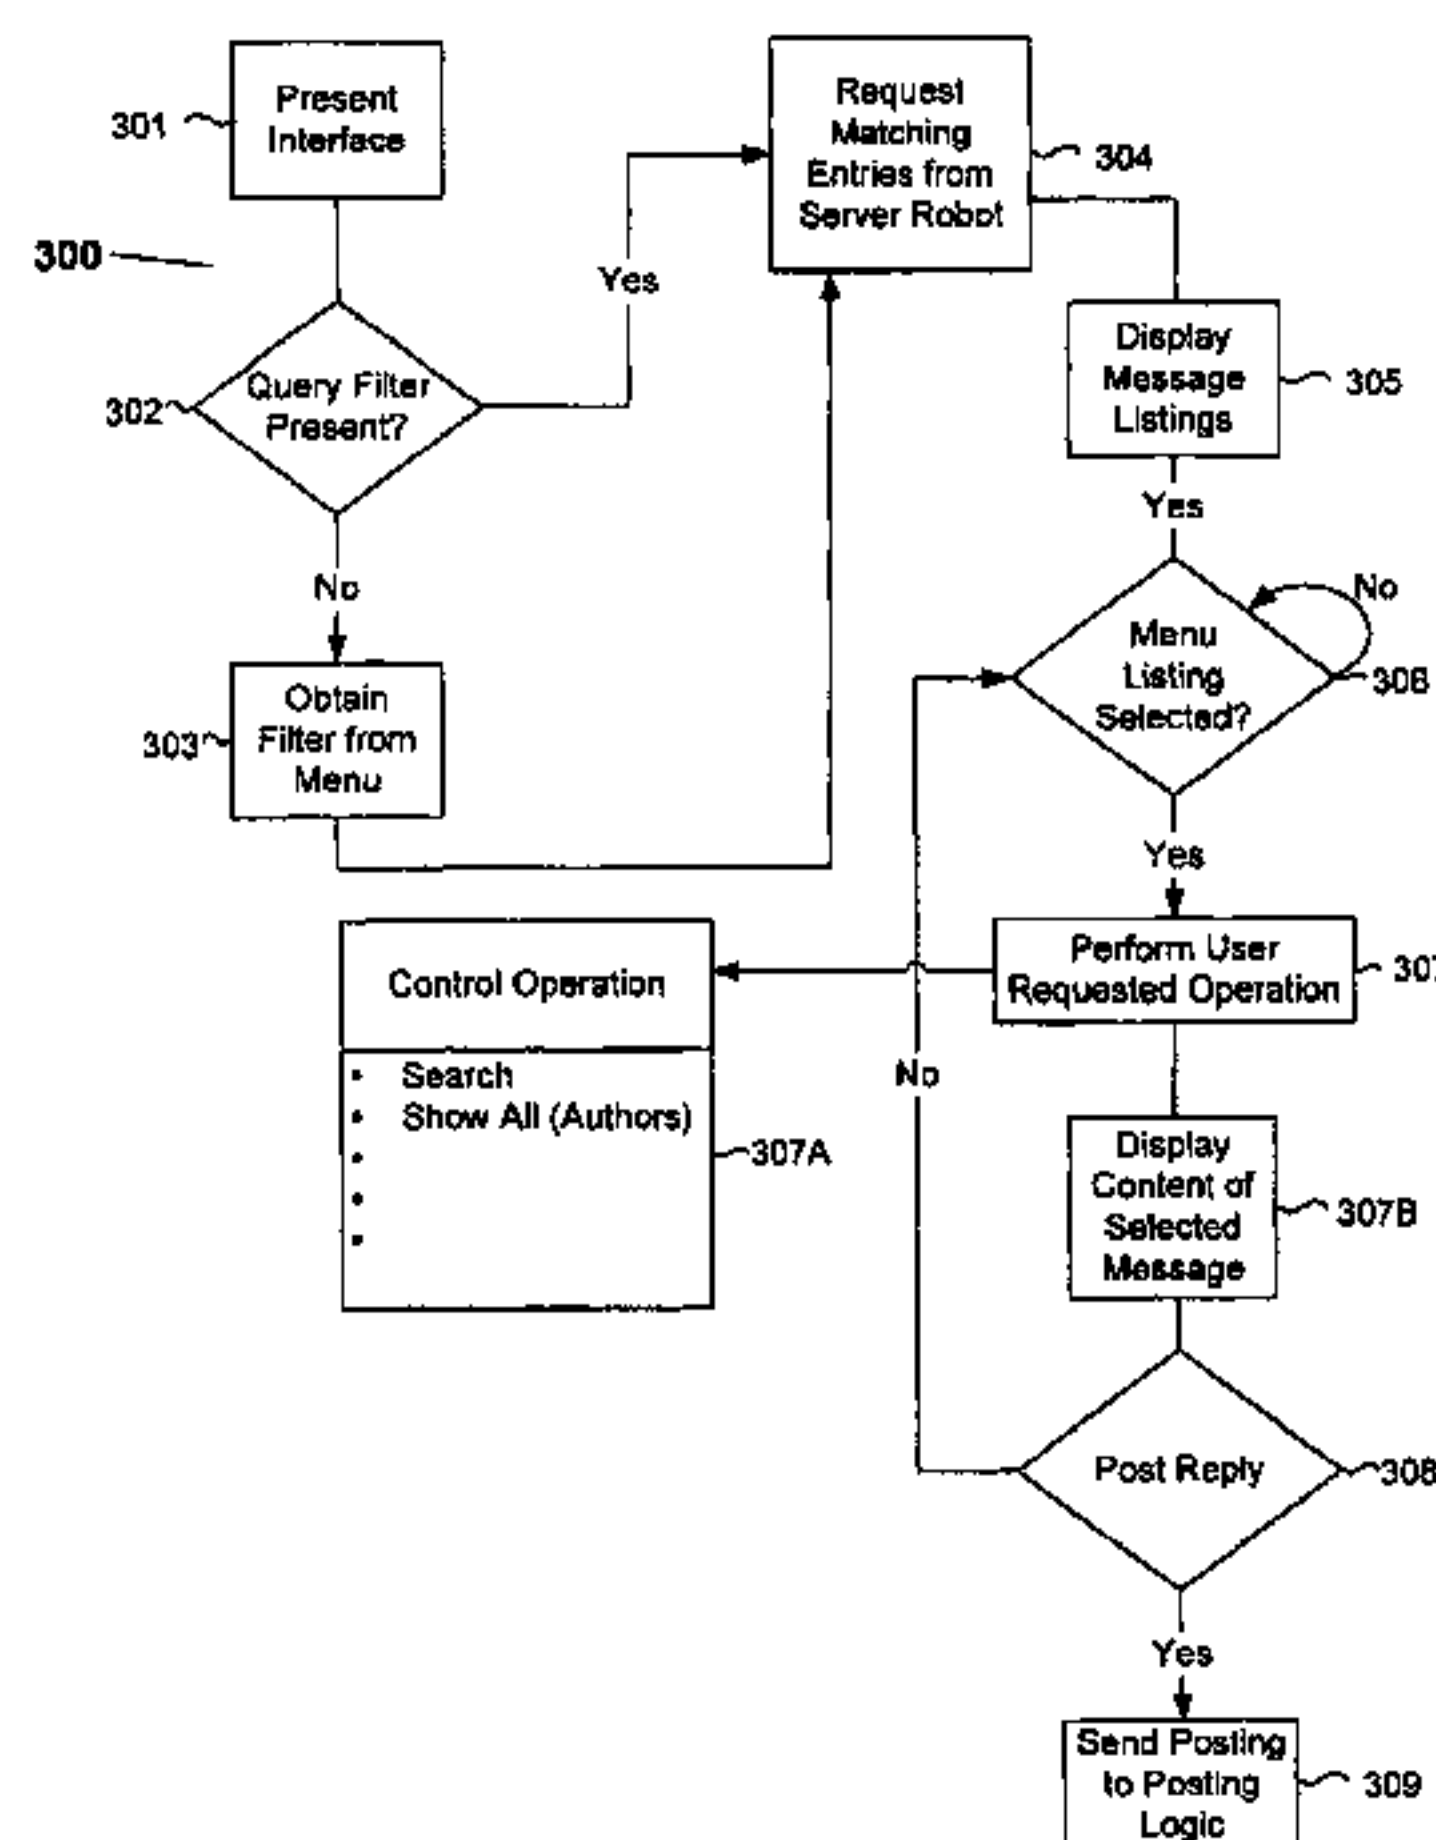 Present
Interface
301
300
Query Filter
Present?
302
Yes
No
Obtain
Filter from
Menu
303
Request
Matching
Entries from
Server Robot
304
Display
Message
Listings
305
Yes
Menu
Listing
Selected?
No
306
Yes
Perform User
Requested Operation
307
Control Operation
• Search
• Show All (Authors)
•
•
•
307A
No
Display
Content of
Selected
Message
307B
Post Reply
308
Yes
Send Posting
to Posting
Logic
309